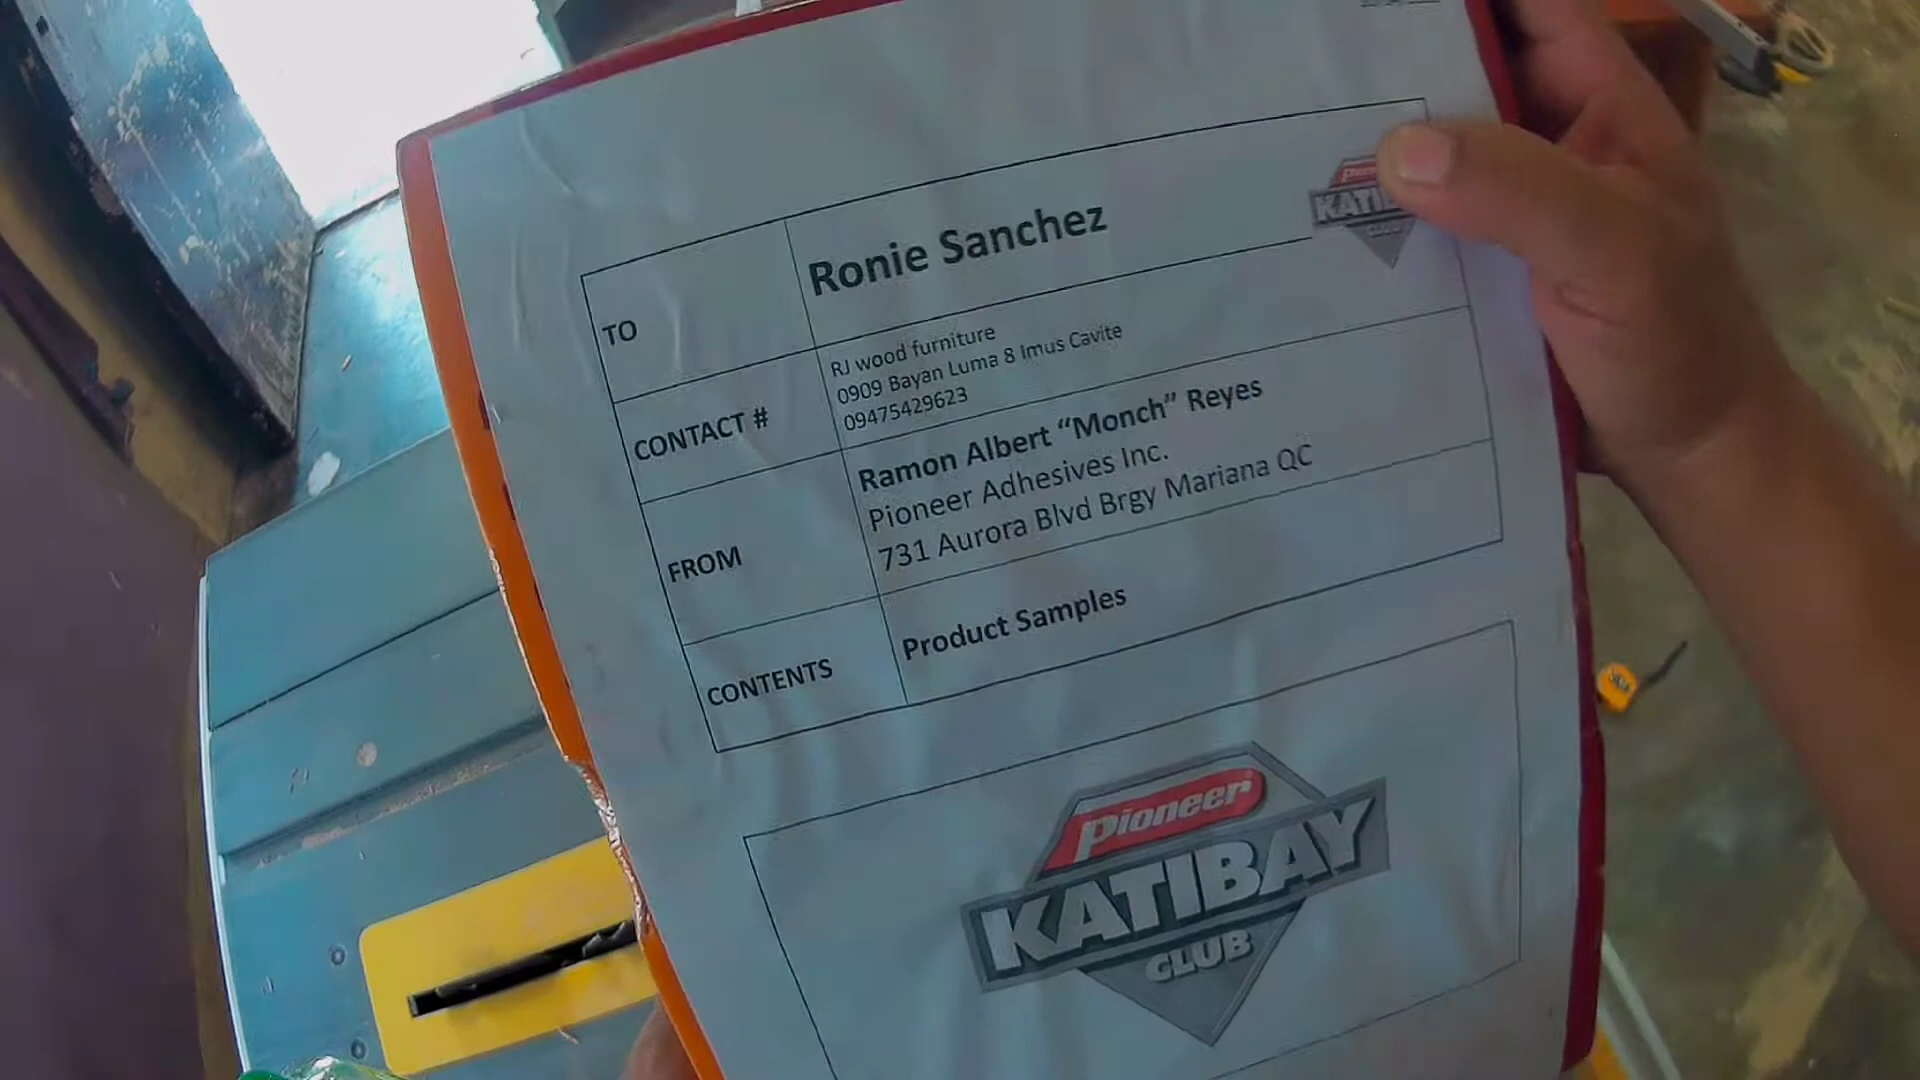 TO
Ronie Sanchez
CONTACT #
RJ wood furniture
0909 Bayan Luma 8 Imus Cavite
09475429623
FROM
Ramon Albert “Monch” Reyes
Pioneer Adhesives Inc.
731 Aurora Blvd Brgy Mariana QC
CONTENTS
Product Samples
Pioneer
KATIBAY
CLUB